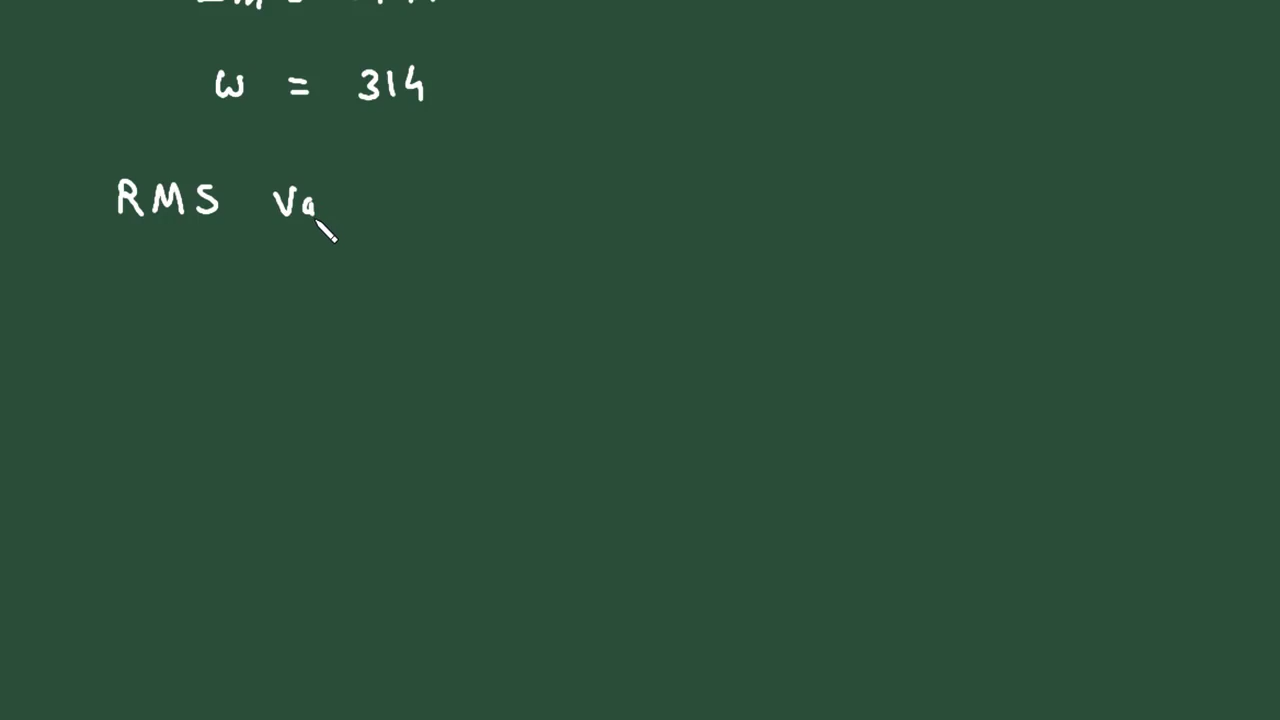 ω = 314
RMS Va